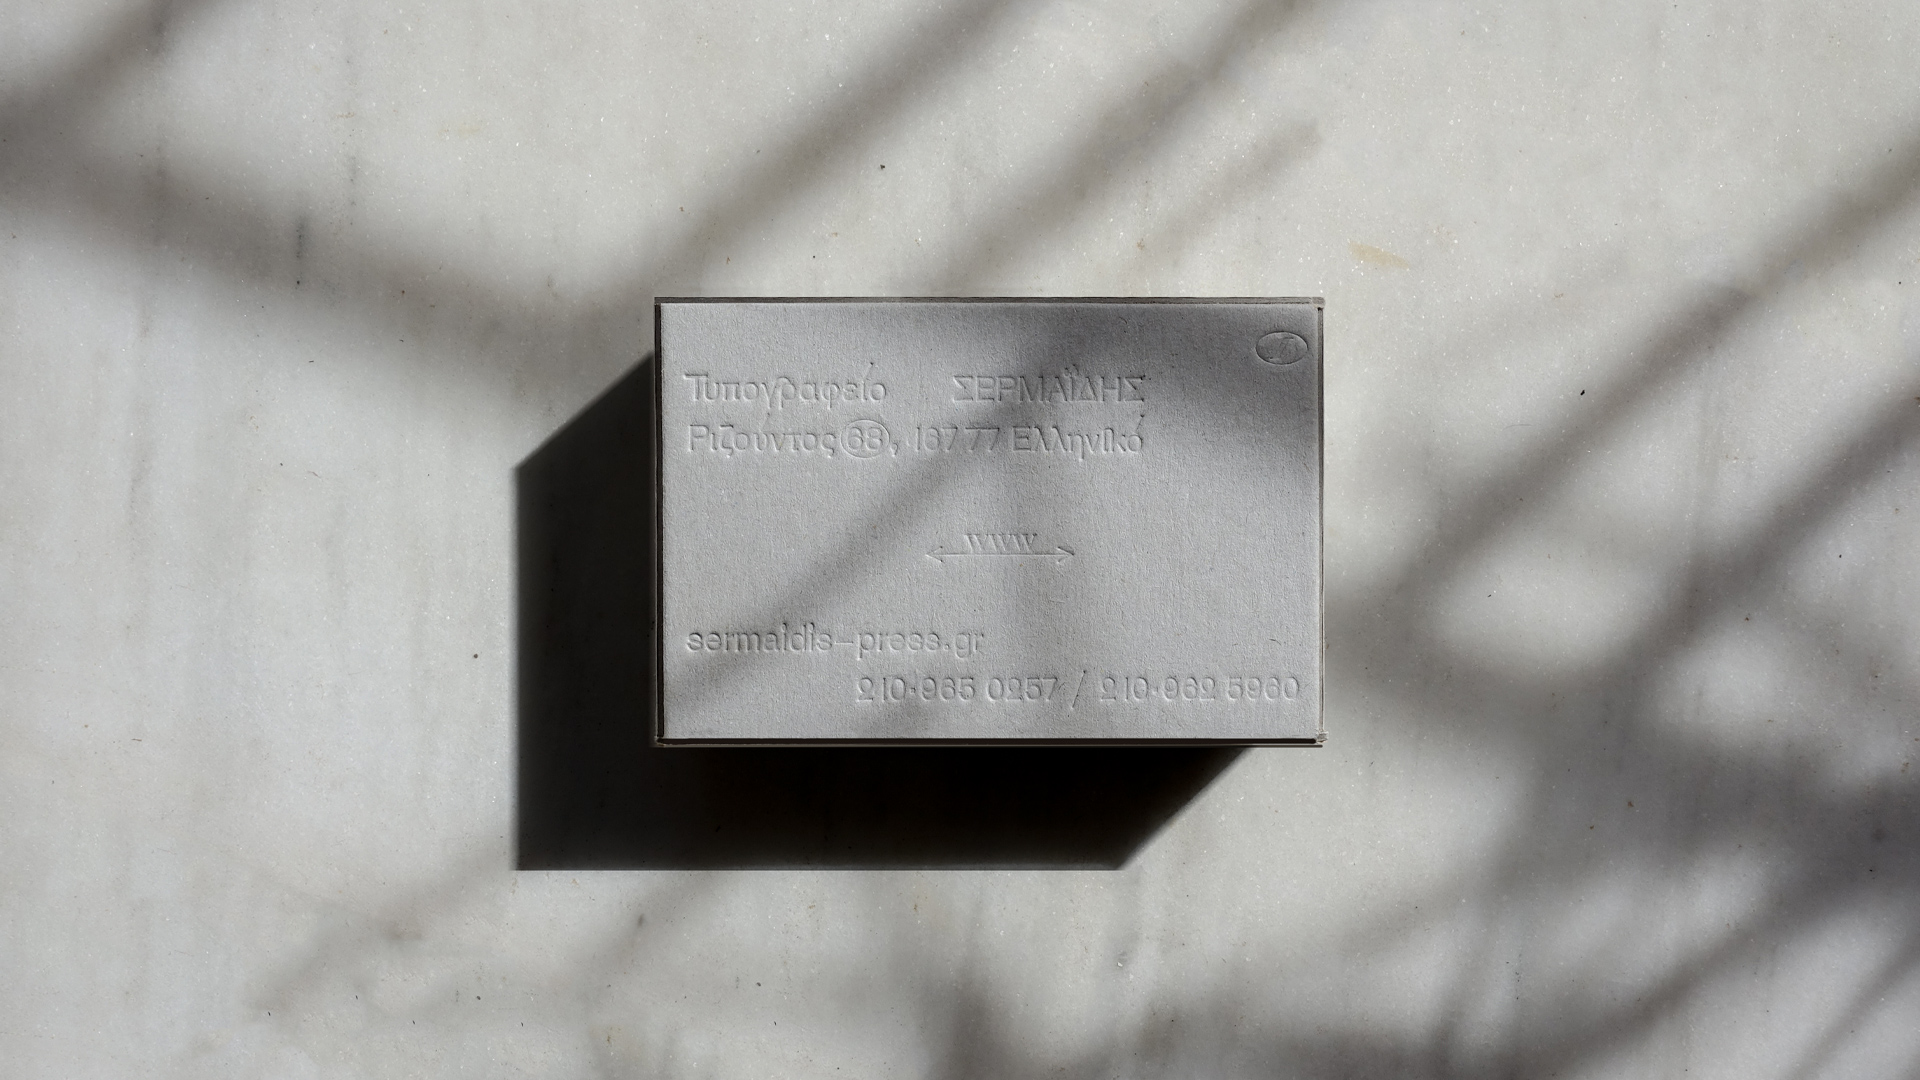 Τυπογραφείο ΣΕΡΜΑΪΔΗΣ
Ριζούντος 68, 167 77 Ελληνικό
www
sermaidis-press.gr
210·965 0257 / 210·962 5960